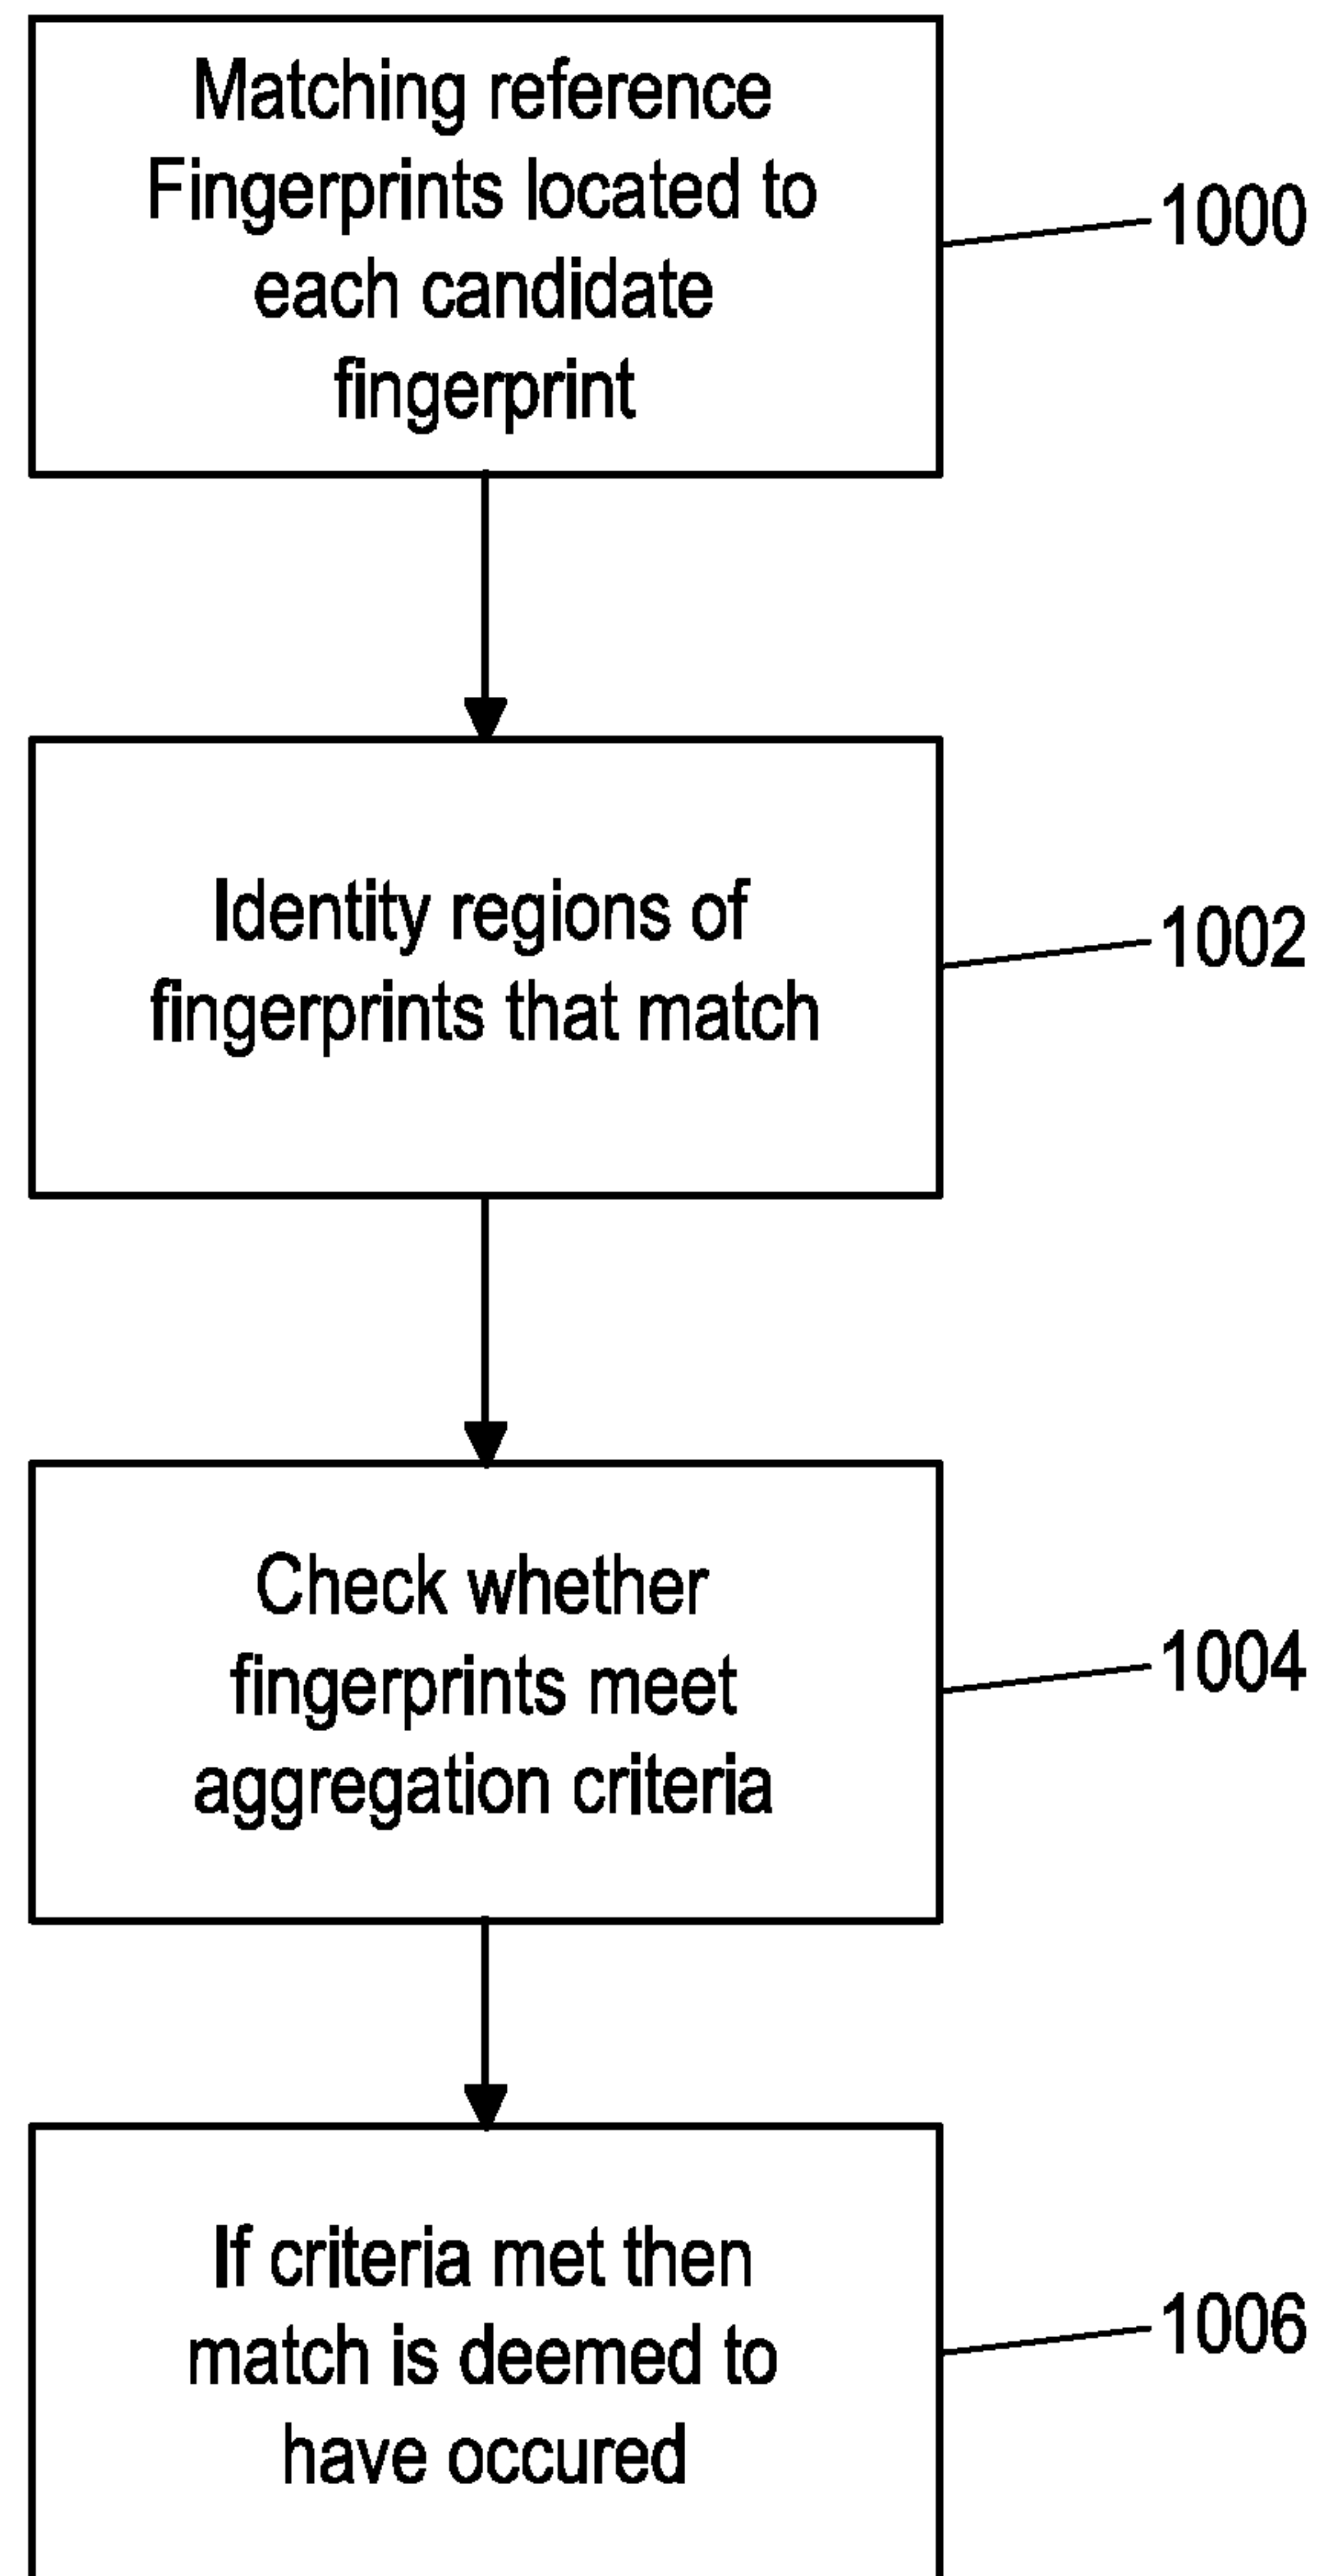 Matching reference
Fingerprints located to
each candidate
fingerprint
1000
Identity regions of
fingerprints that match
1002
Check whether
fingerprints meet
aggregation criteria
1004
If criteria met then
match is deemed to
have occured
1006